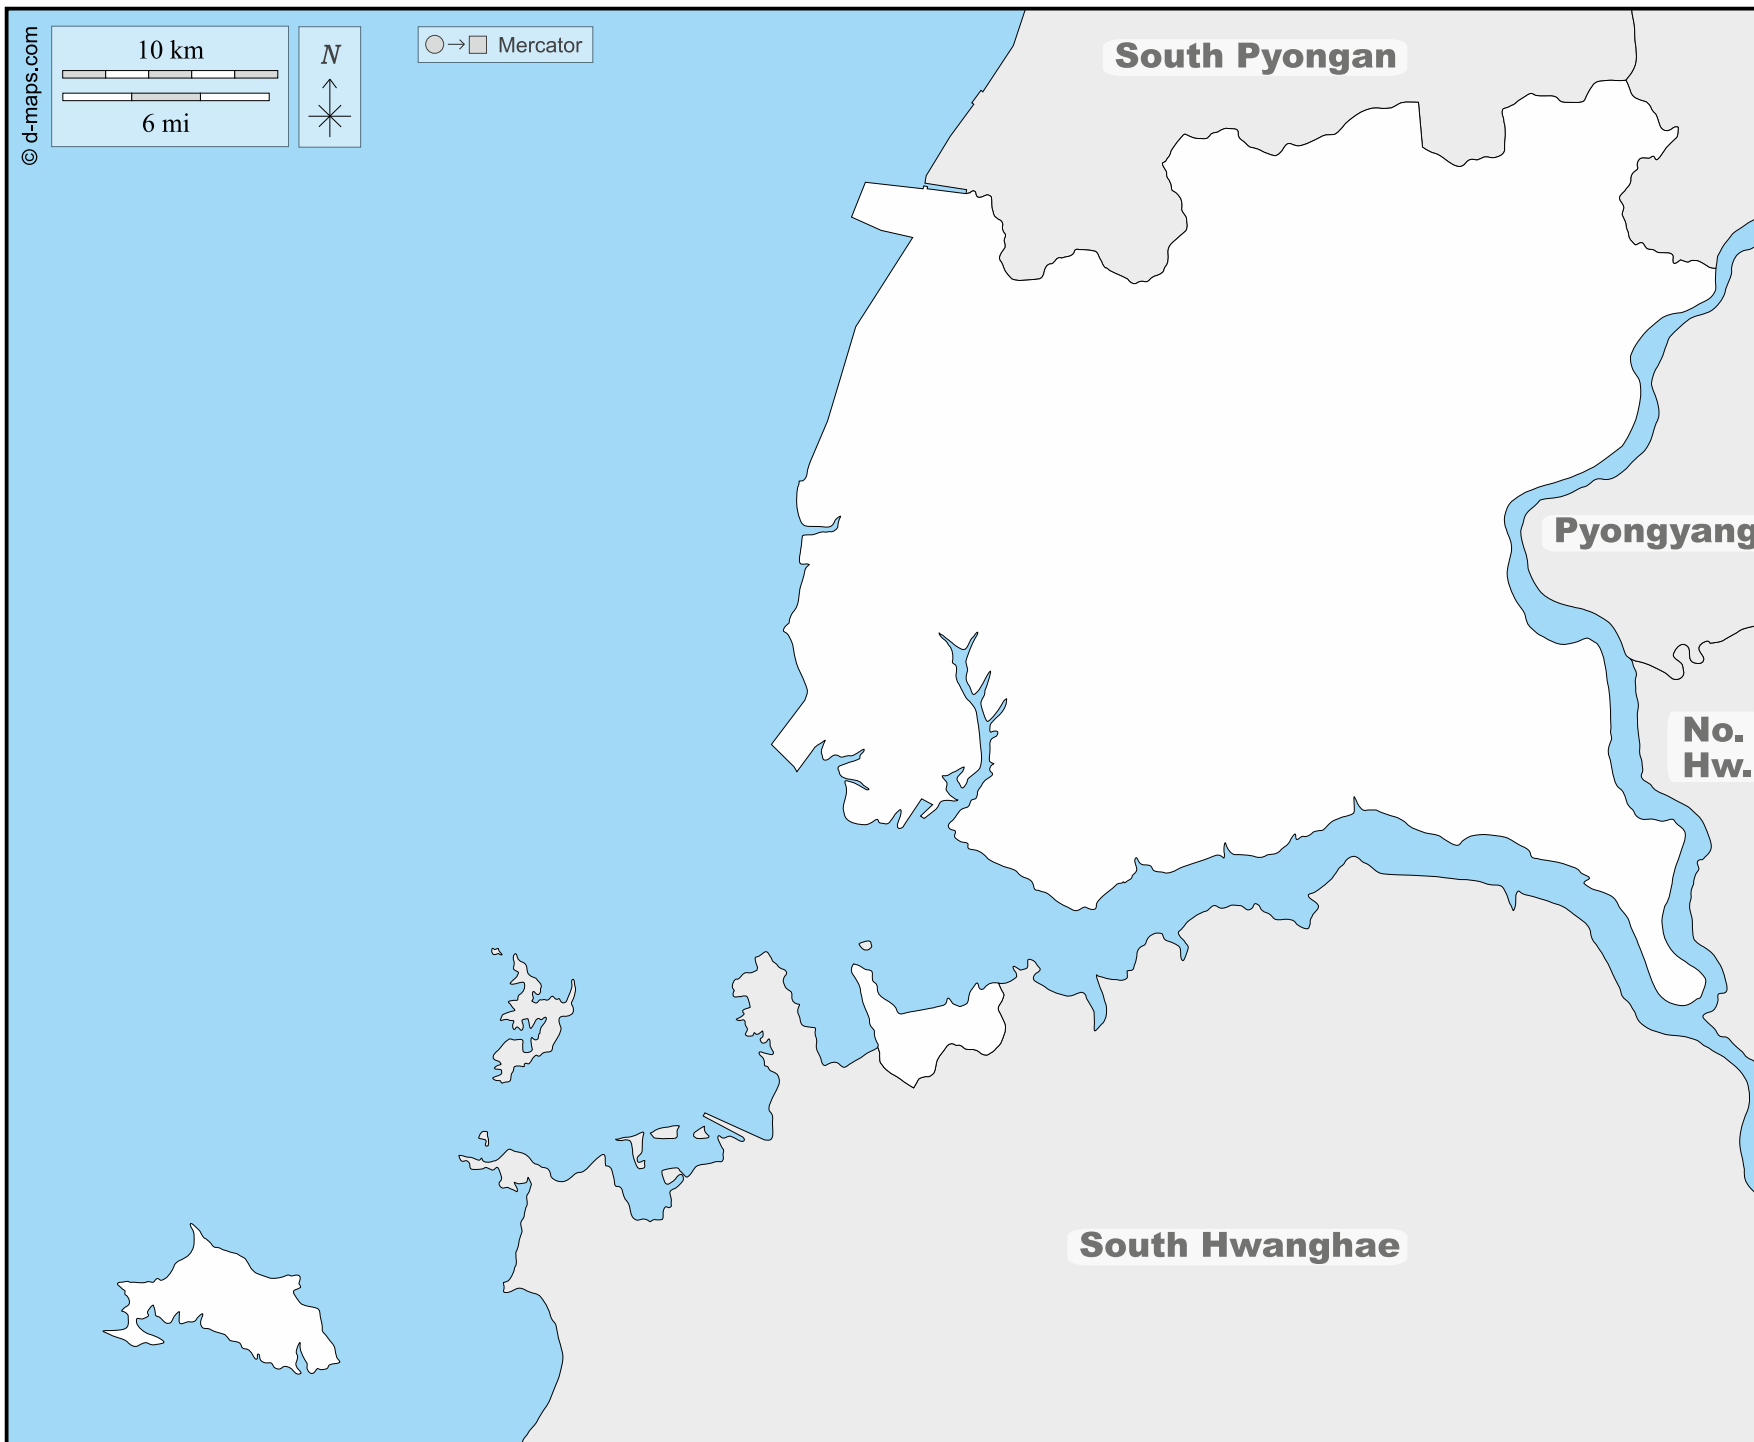 © d-maps.com
10 km
6 mi
N
Mercator
South Pyongan
Pyongyang
No.
Hw.
South Hwanghae